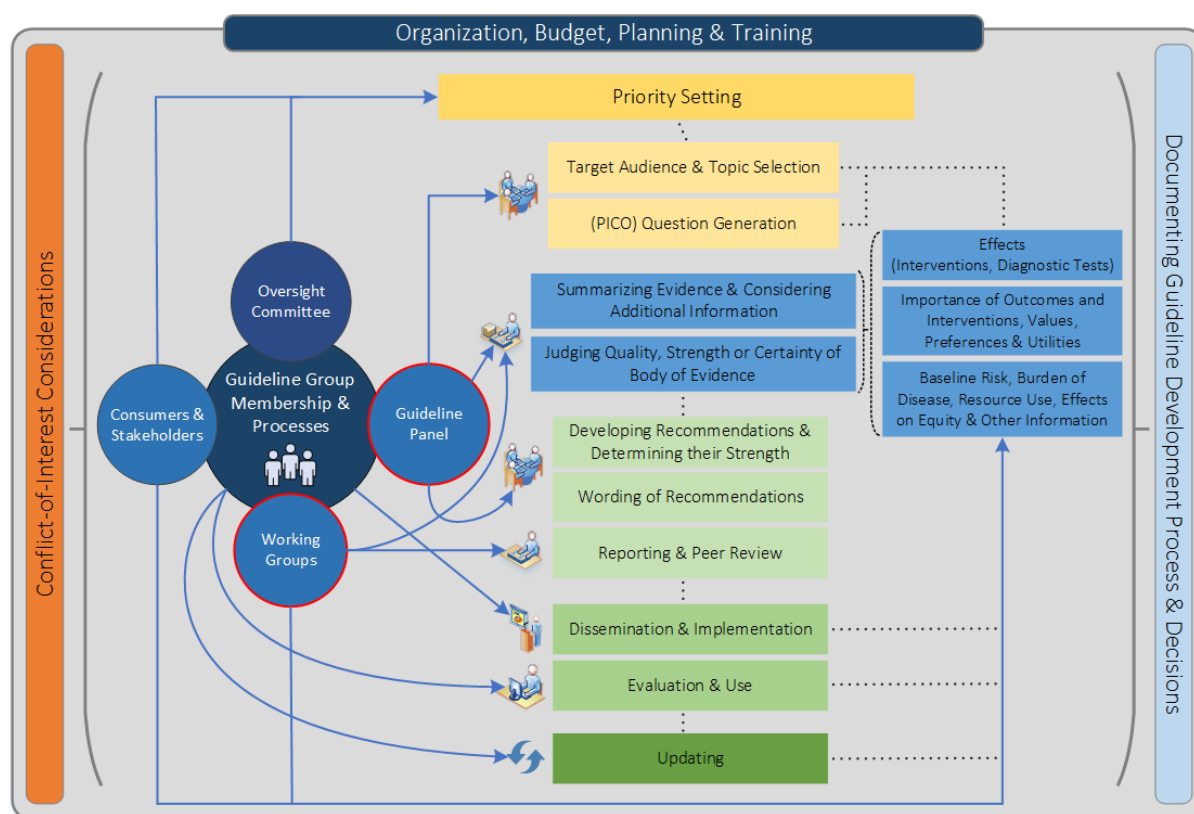 Organization, Budget, Planning & Training
Conflict-of-Interest Considerations
Priority Setting
Target Audience & Topic Selection
(PICO) Question Generation
Effects
(Interventions, Diagnostic Tests)
Importance of Outcomes and
Interventions, Values,
Preferences & Utilities
Baseline Risk, Burden of
Disease, Resource Use, Effects
on Equity & Other Information
Summarizing Evidence & Considering
Additional Information
Judging Quality, Strength or Certainty of
Body of Evidence
Oversight
Committee
Guideline Group
Membership &
Processes
Consumers &
Stakeholders
Guideline
Panel
Working
Groups
Developing Recommendations &
Determining their Strength
Wording of Recommendations
Reporting & Peer Review
Dissemination & Implementation
Evaluation & Use
Updating
Documenting Guideline Development Process & Decisions